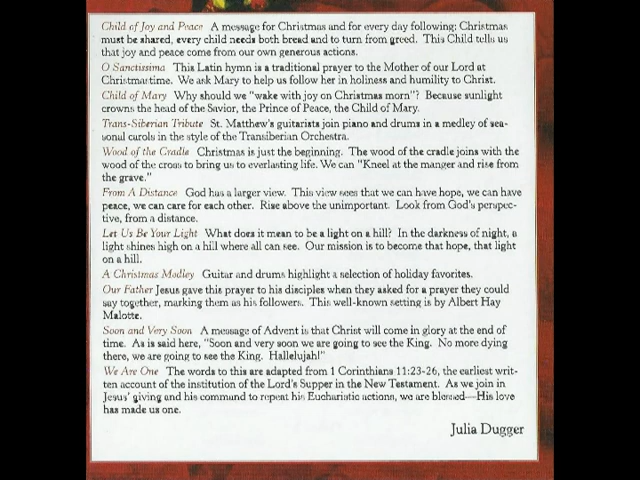 Child of Joy and Peace A message for Christmas and for every day following; Christmas
must be shared, every child needs both bread and to turn from greed. This Child tells us
that joy and peace come from our own generous actions.
O Sanctissima This Latin hymn is a traditional prayer to the Mother of our Lord at
Christmastime. We ask Mary to help us follow her in holiness and humility to Christ.
Child of Mary Why should we "wake with joy on Christmas morn"? Because sunlight
crowns the head of the Savior, the Prince of Peace, the Child of Mary.
Trans-Siberian Tribute St. Matthew's guitarists join piano and drums in a medley of sea-
sonal carols in the style of the Transiberian Orchestra.
Wood of the Cradle Christmas is just the beginning. The wood of the cradle joins with the
wood of the cross to bring us to everlasting life. We can "Kneel at the manger and rise from
the grave."
From A Distance God has a larger view. This view sees that we can have hope, we can have
peace, we can care for each other. Rise above the unimportant. Look from God's perspec-
tive, from a distance.
Let Us Be Your Light What does it mean to be a light on a hill? In the darkness of night, a
light shines high on a hill where all can see. Our mission is to become that hope, that light
on a hill.
A Christmas Medley Guitar and drums highlight a selection of holiday favorites.
Our Father Jesus gave this prayer to his disciples when they asked for a prayer they could
say together, marking them as his followers. This well-known setting is by Albert Hay
Malotte.
Soon and Very Soon A message of Advent is that Christ will come in glory at the end of
time. As is said here, "Soon and very soon we are going to see the King. No more dying
there, we are going to see the King. Hallelujah!"
We Are One The words to this are adapted from 1 Corinthians 11:23-26, the earliest writ-
ten account of the institution of the Lord's Supper in the New Testament. As we join in
Jesus' giving and his command to repeat his Eucharistic actions, we are blessed—His love
has made us one.
Julia Dugger